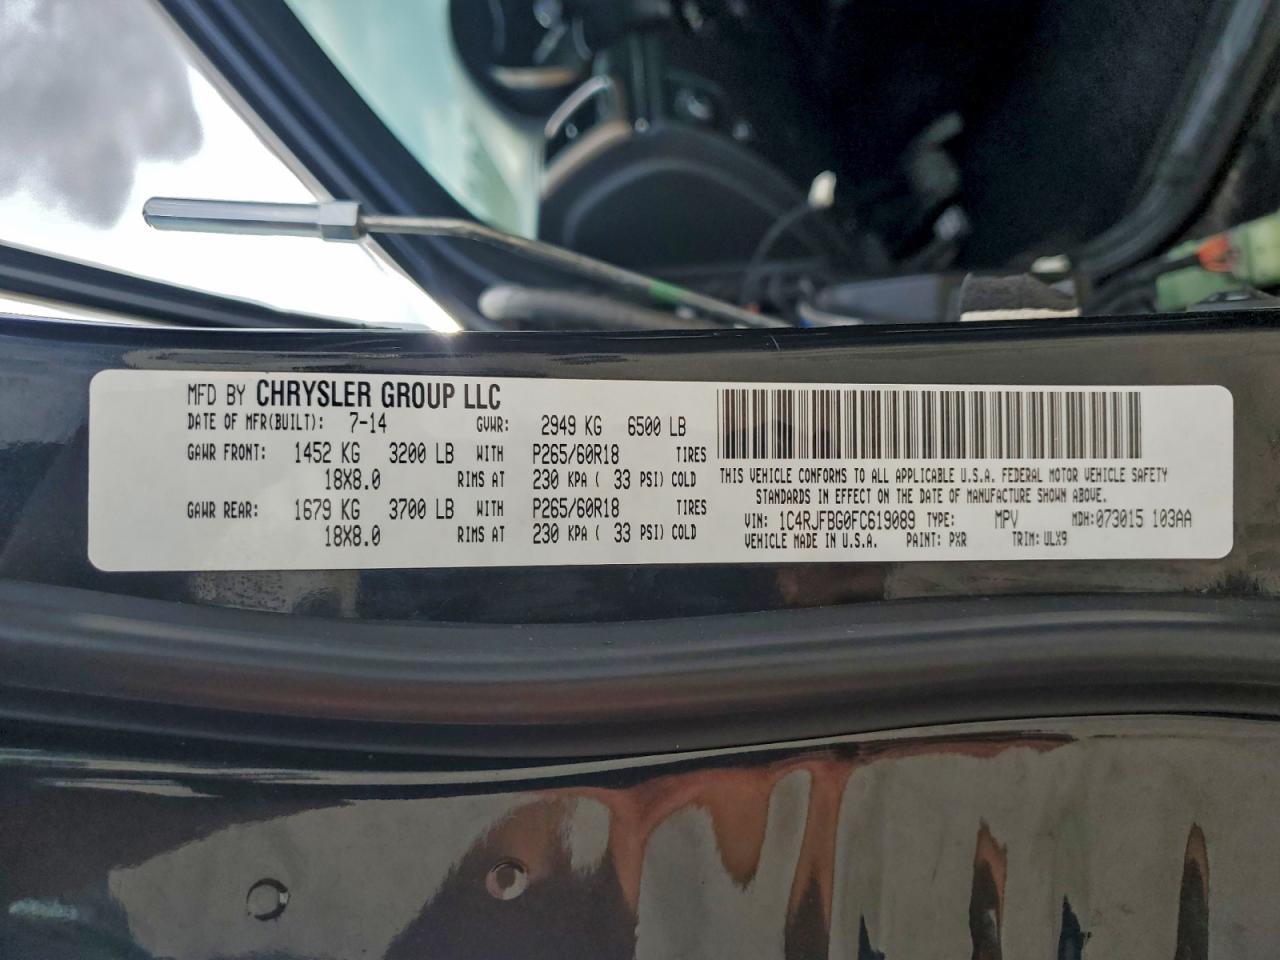 MFD BY CHRYSLER GROUP LLC
DATE OF MFR(BUILT): 7-14 GVWR: 2949 KG 6500 LB
GAWR FRONT: 1452 KG 3200 LB WITH P265/60R18 TIRES
18X8.0 RIMS AT 230 KPA ( 33 PSI) COLD
GAWR REAR: 1679 KG 3700 LB WITH P265/60R18 TIRES
18X8.0 RIMS AT 230 KPA ( 33 PSI) COLD
THIS VEHICLE CONFORMS TO ALL APPLICABLE U.S.A. FEDERAL MOTOR VEHICLE SAFETY
STANDARDS IN EFFECT ON THE DATE OF MANUFACTURE SHOWN ABOVE.
VIN: 1C4RJFBG0FC619089 TYPE: MPV MDH:073015 103AA
VEHICLE MADE IN U.S.A. PAINT: PXR TRIM: ULX9